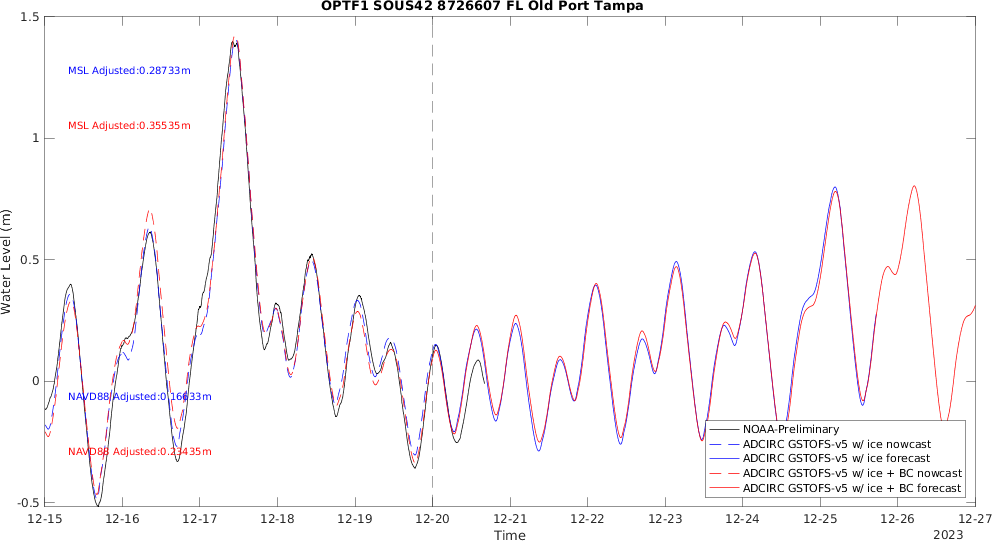 OPTF1 SOUS42 8726607 FL Old Port Tampa
1.5
1
0.5
0
-0.5
Water Level (m)
MSL Adjusted:0.28733m
MSL Adjusted:0.35535m
NAVD88 Adjusted:0.16633m
NAVD88 Adjusted:0.23435m
NOAA-Preliminary
ADCIRC GSTOFS-v5 w/ ice nowcast
ADCIRC GSTOFS-v5 w/ ice forecast
ADCIRC GSTOFS-v5 w/ ice + BC nowcast
ADCIRC GSTOFS-v5 w/ ice + BC forecast
12-15 12-16 12-17 12-18 12-19 12-20 12-21 12-22 12-23 12-24 12-25 12-26 12-27
Time
2023